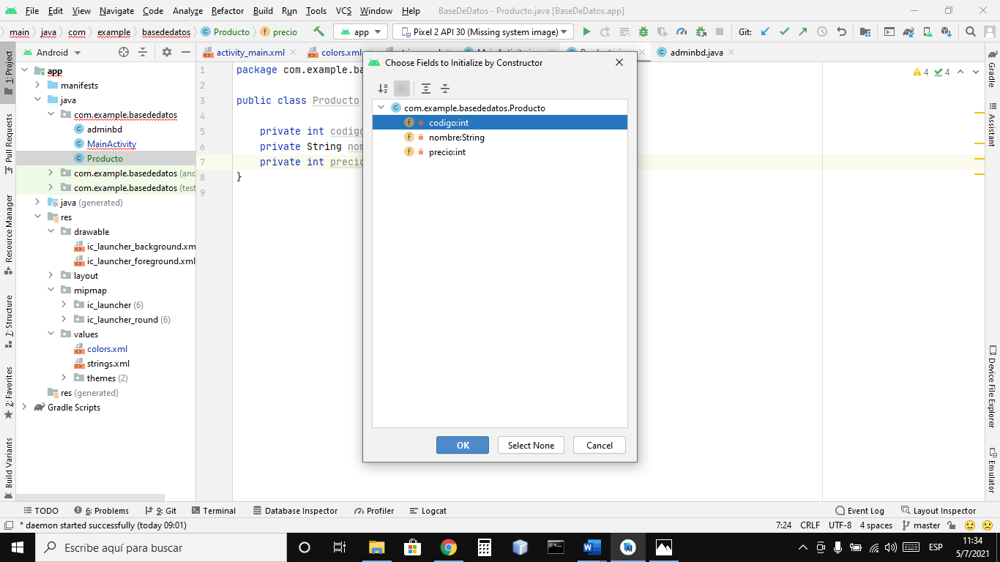 File Edit View Navigate Code Analyze Refactor Build Run Tools VCS Window Help BaseDeDatos - Producto.java [BaseDeDatos.app]
main java com example basededatos Producto precio app Pixel 2 API 30 (Missing system image) Git:
Android
activity_main.xml colors.xml adminbd.java
1: Project
Pull Requests
Resource Manager
7: Structure
2: Favorites
Build Variants
app
manifests
java
com.example.basededatos
adminbd
MainActivity
Producto
com.example.basededatos (and
com.example.basededatos (test
java (generated)
res
drawable
ic_launcher_background.xm
ic_launcher_foreground.xml
layout
mipmap
ic_launcher (6)
ic_launcher_round (6)
values
colors.xml
strings.xml
themes (2)
res (generated)
Gradle Scripts
1 package com.example.ba
2
3 public class Producto
4
5 private int codigo
6 private String nom
7 private int precio
8 }
9
4 4
Choose Fields to Initialize by Constructor
com.example.basededatos.Producto
codigo:int
nombre:String
precio:int
OK Select None Cancel
Gradle
Assistant
Device File Explorer
Emulator
TODO 6: Problems 9: Git Terminal Database Inspector Profiler Logcat Event Log Layout Inspector
* daemon started successfully (today 09:01) 7:24 CRLF UTF-8 4 spaces master
Escribe aquí para buscar
ESP
11:34
5/7/2021